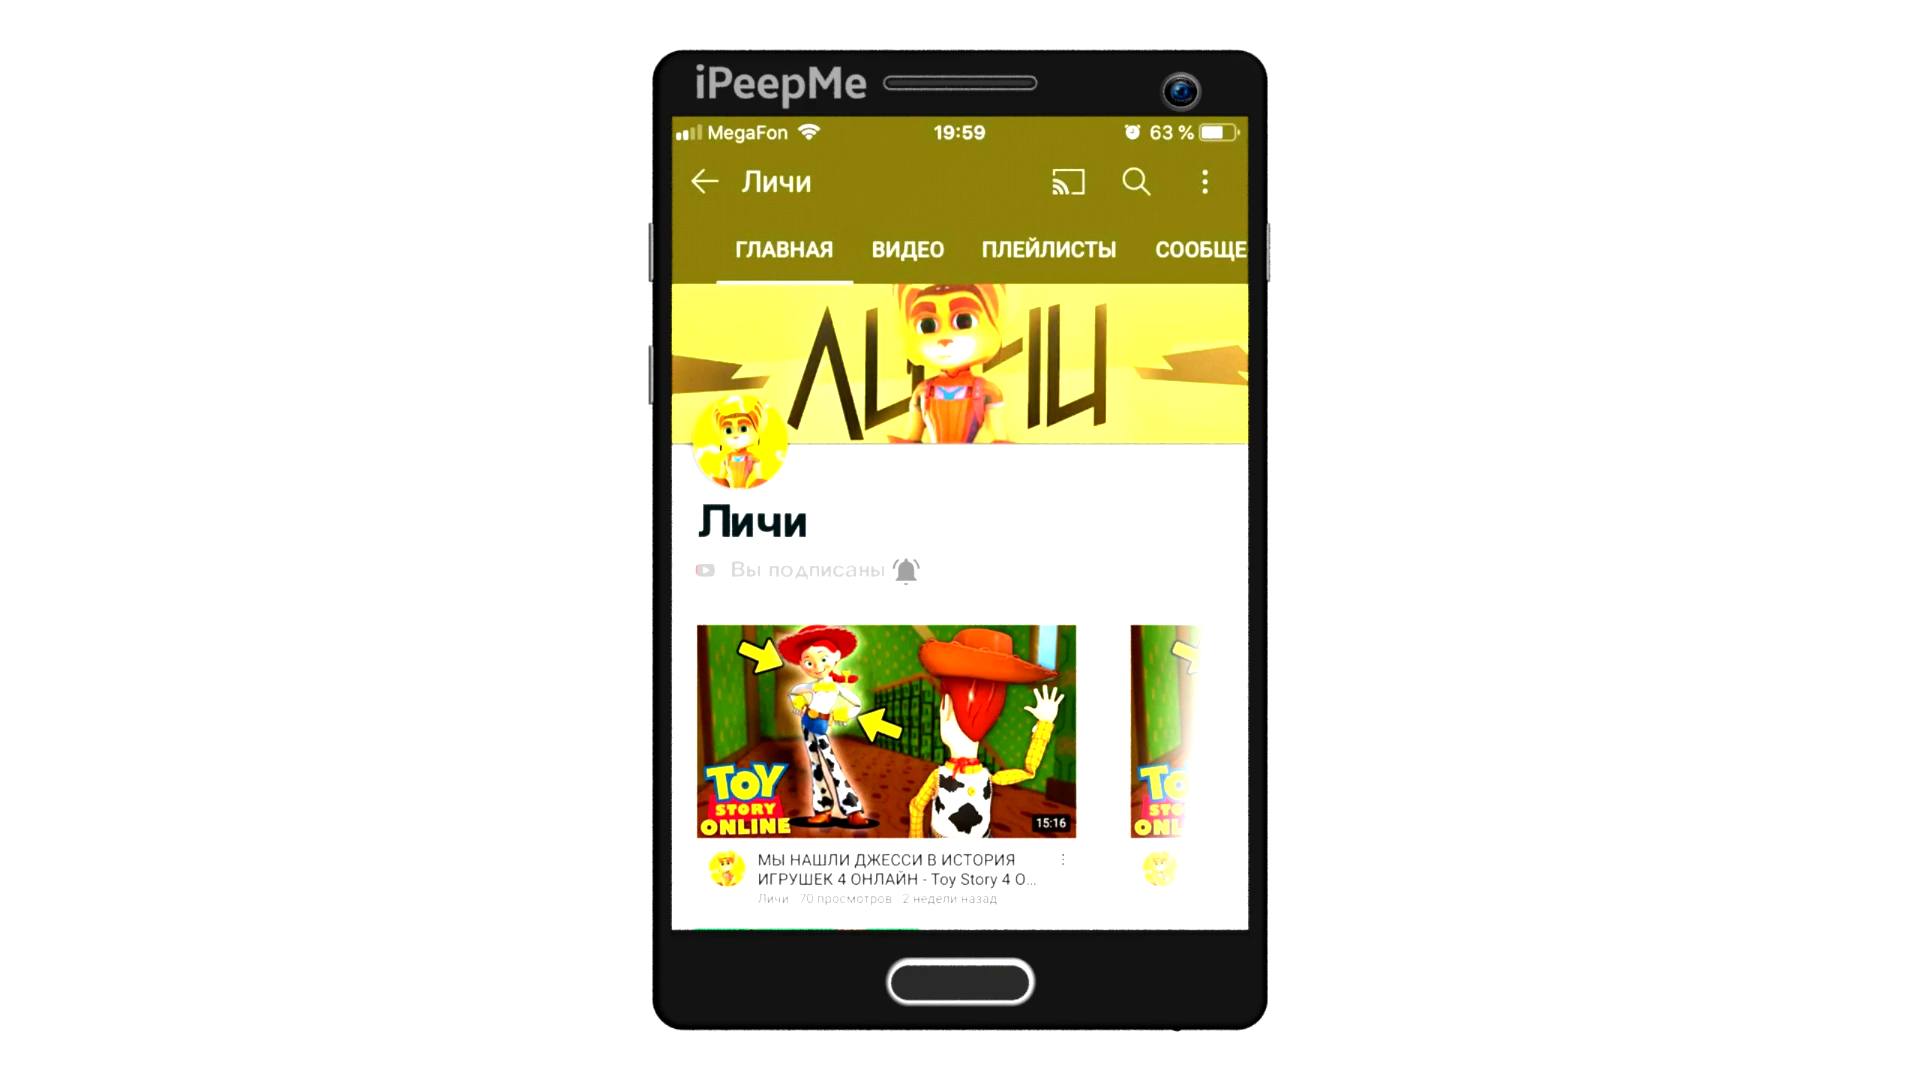 iPeepMe
MegaFon 19:59 63 %
Личи
ГЛАВНАЯ ВИДЕО ПЛЕЙЛИСТЫ СООБЩЕ
Личи
Вы подписаны
TOY
STORY
ONLINE
15:16
МЫ НАШЛИ ДЖЕССИ В ИСТОРИЯ
ИГРУШЕК 4 ОНЛАЙН - Toy Story 4 O...
Личи 70 просмотров 2 недели назад